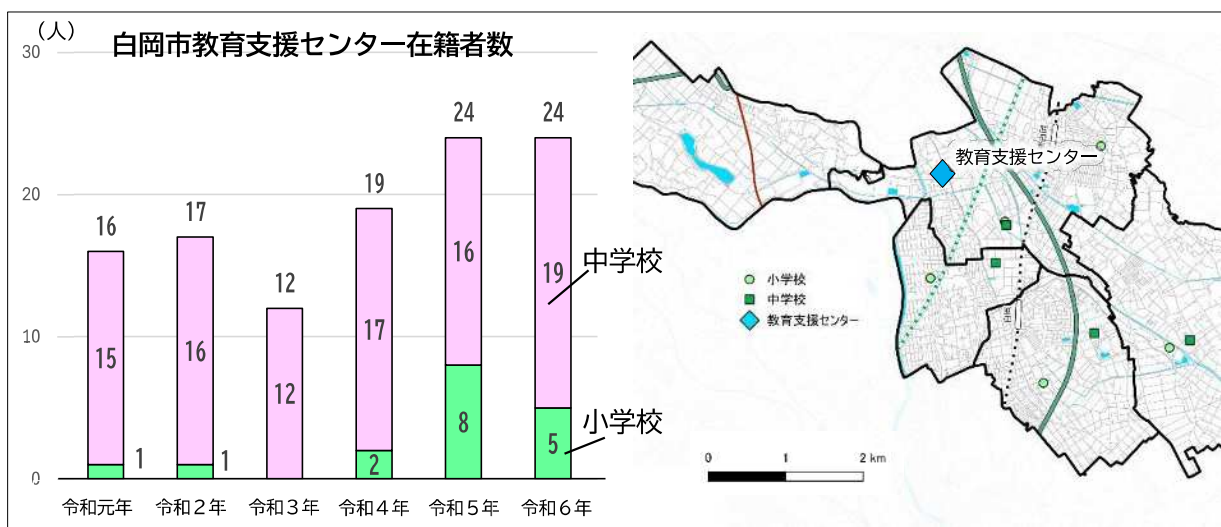 (人)
白岡市教育支援センター在籍者数
30
20
10
0
16
15
1
17
16
1
12
12
19
17
2
24
16
8
24
19
5
中学校
小学校
令和元年
令和2年
令和3年
令和4年
令和5年
令和6年
教育支援センター
小学校
中学校
教育支援センター
0
1
2 km